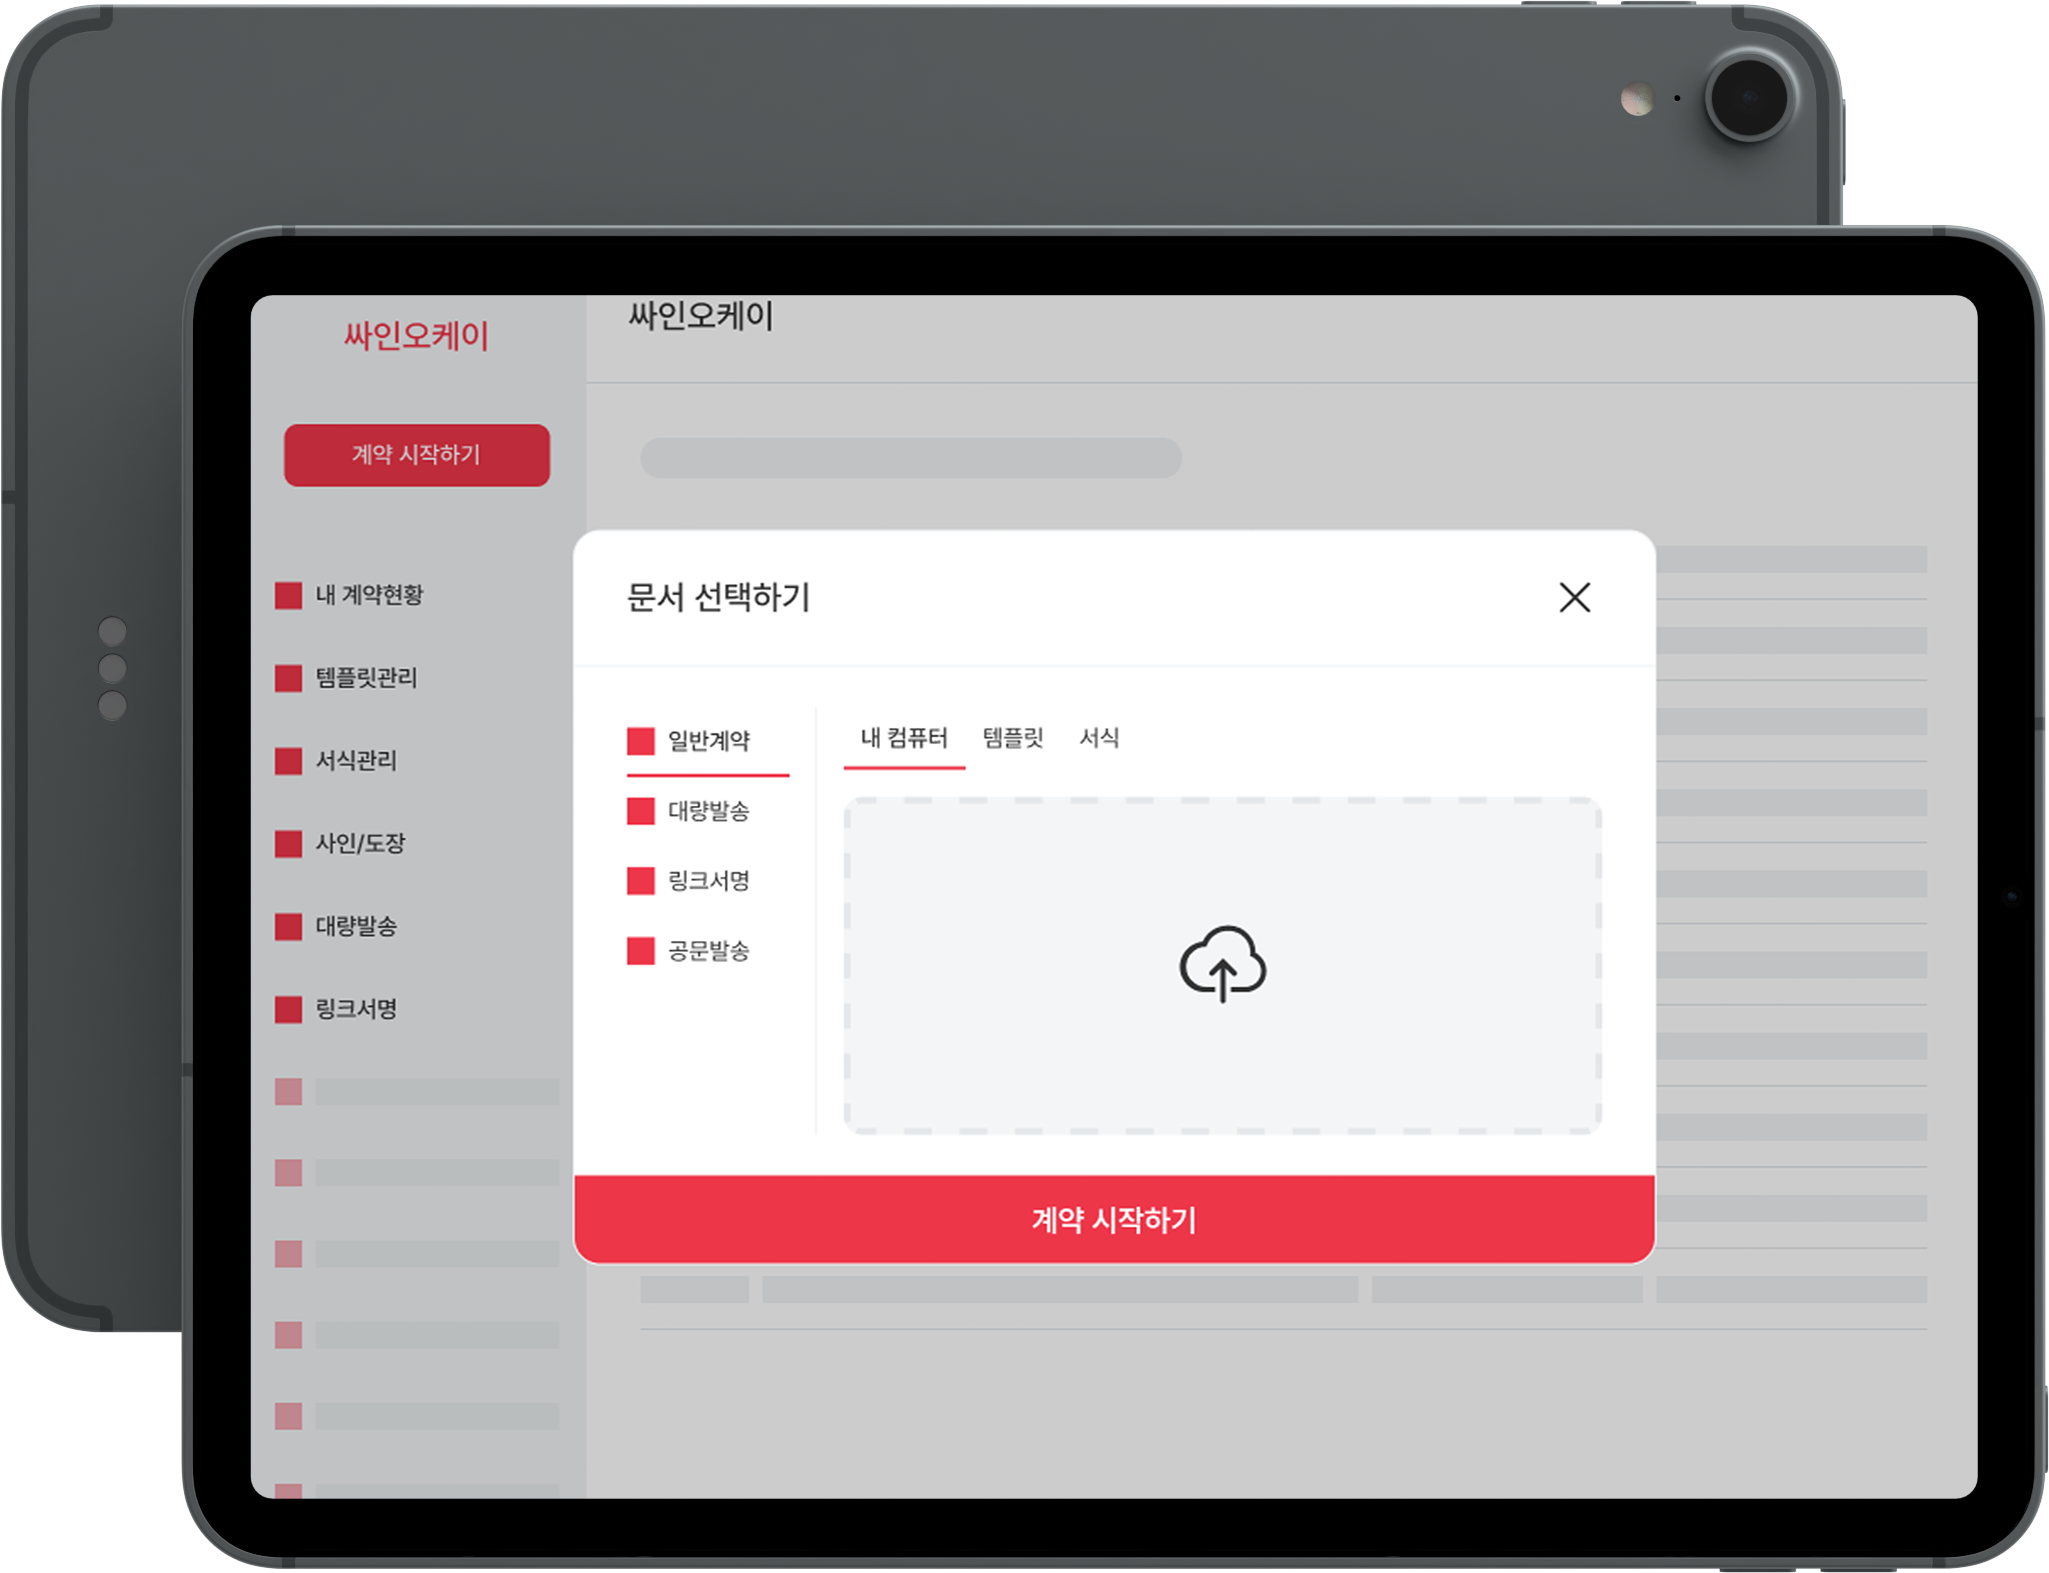 싸인오케이
싸인오케이
계약 시작하기
내 계약현황
템플릿관리
서식관리
사인/도장
대량발송
링크서명
문서 선택하기
일반계약
대량발송
링크서명
공문발송
내 컴퓨터 템플릿 서식
계약 시작하기